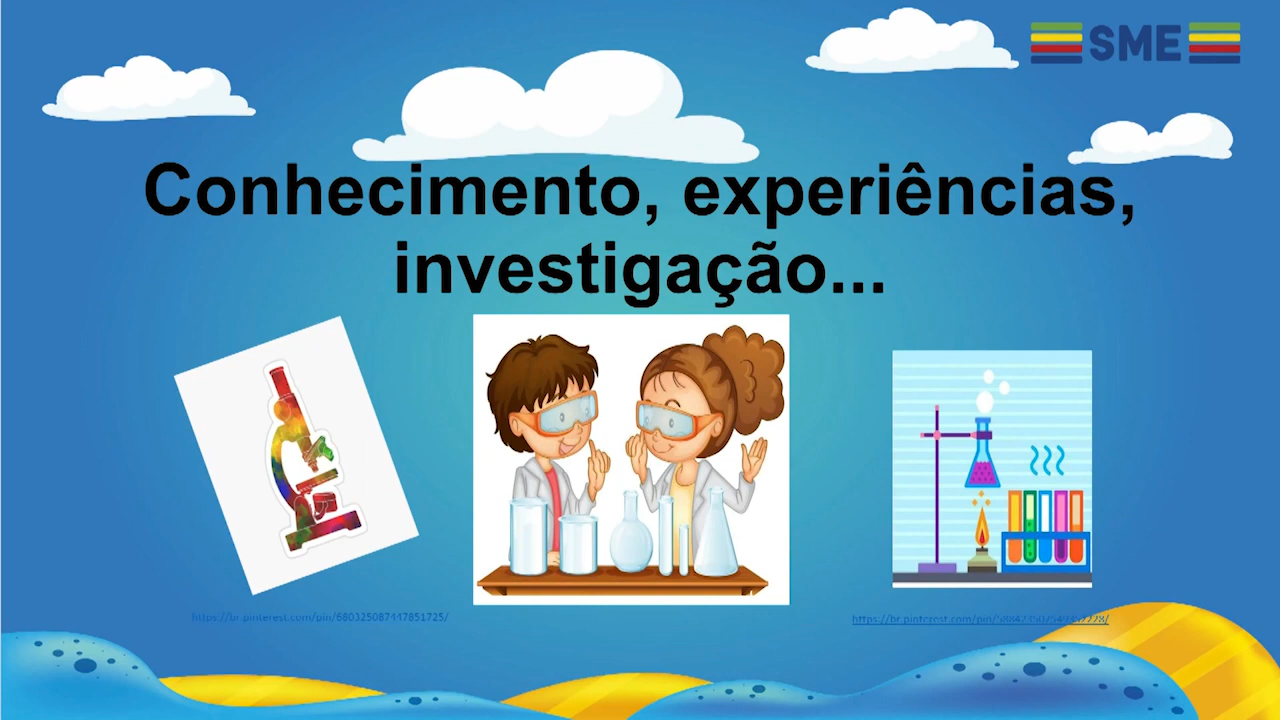 SME
Conhecimento, experiências,
investigação...
https://br.pinterest.com/pin/680325087447851725/